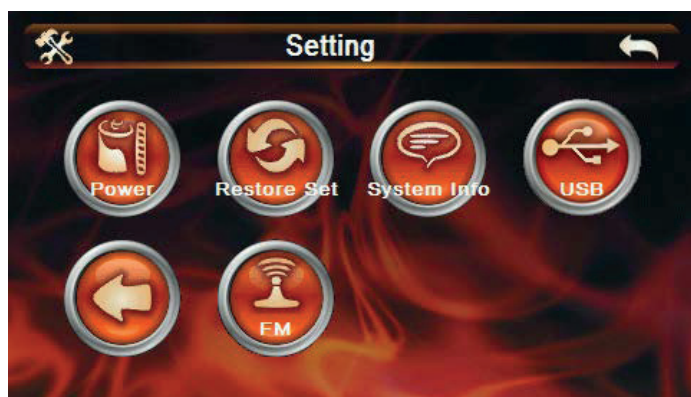 Setting
Power
Restore Set
System Info
USB
FM